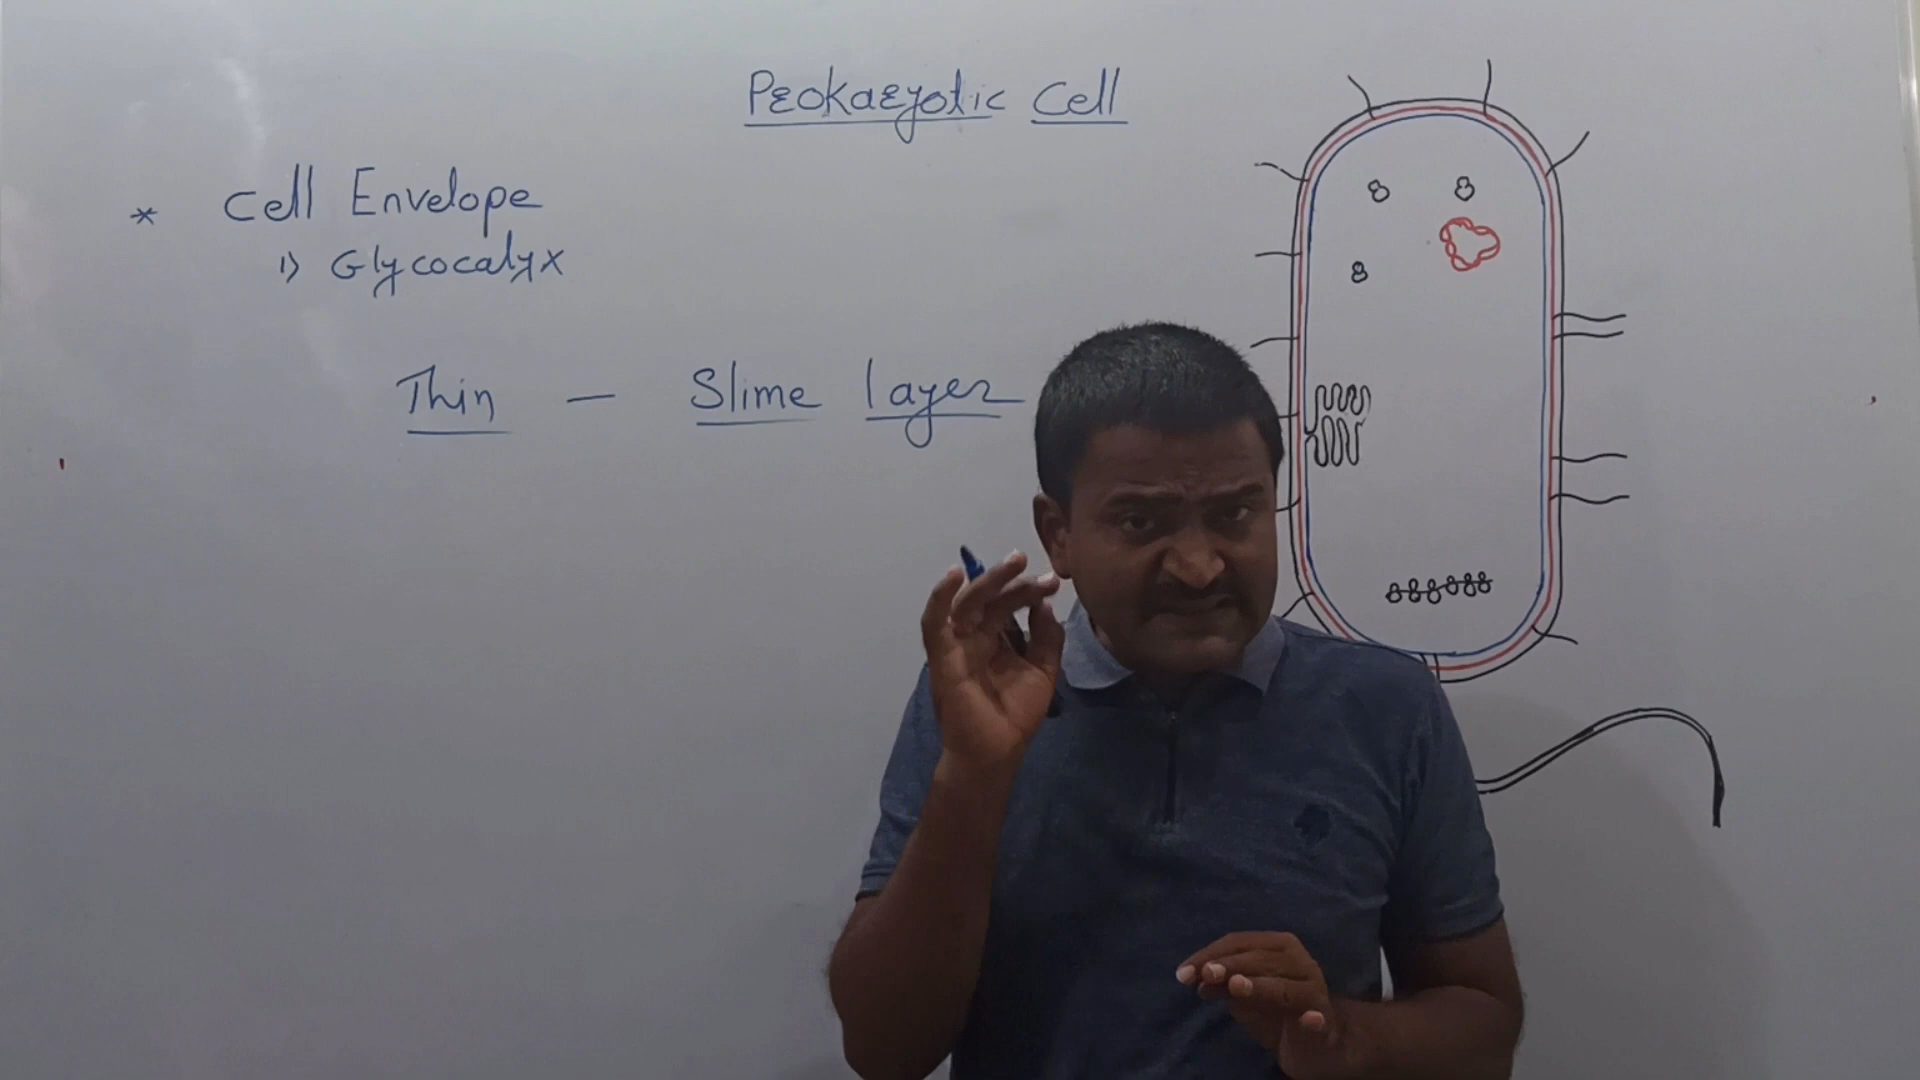 Prokaryotic Cell
* Cell Envelope
1) Glycocalyx
Thin - Slime layer